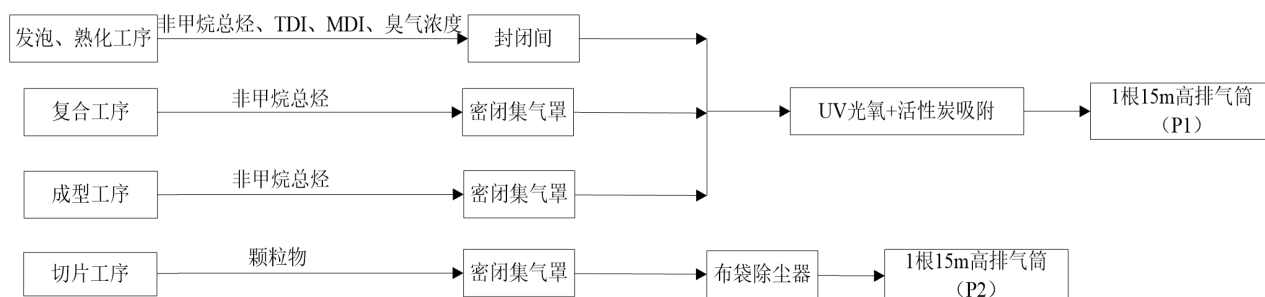 发泡、熟化工序
非甲烷总烃、TDI、MDI、臭气浓度
封闭间
复合工序
非甲烷总烃
密闭集气罩
UV光氧+活性炭吸附
1根15m高排气筒
（P1）
成型工序
非甲烷总烃
密闭集气罩
切片工序
颗粒物
密闭集气罩
布袋除尘器
1根15m高排气筒
（P2）